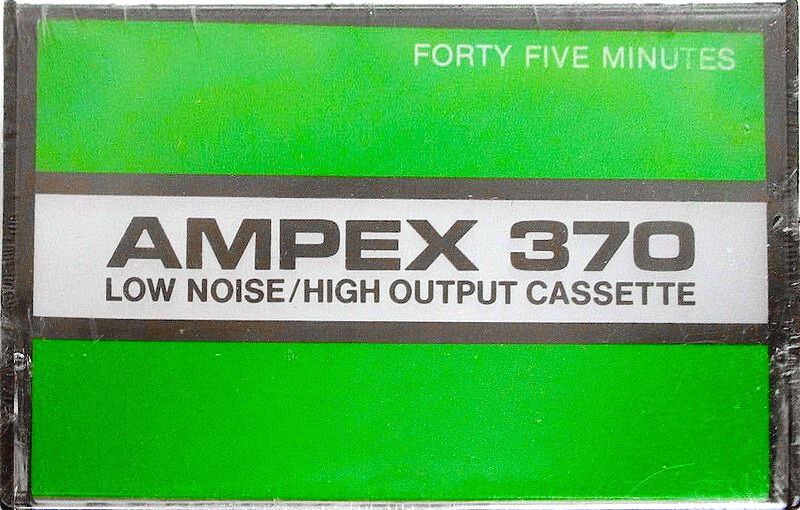 FORTY FIVE MINUTES
AMPEX 370
LOW NOISE/HIGH OUTPUT CASSETTE